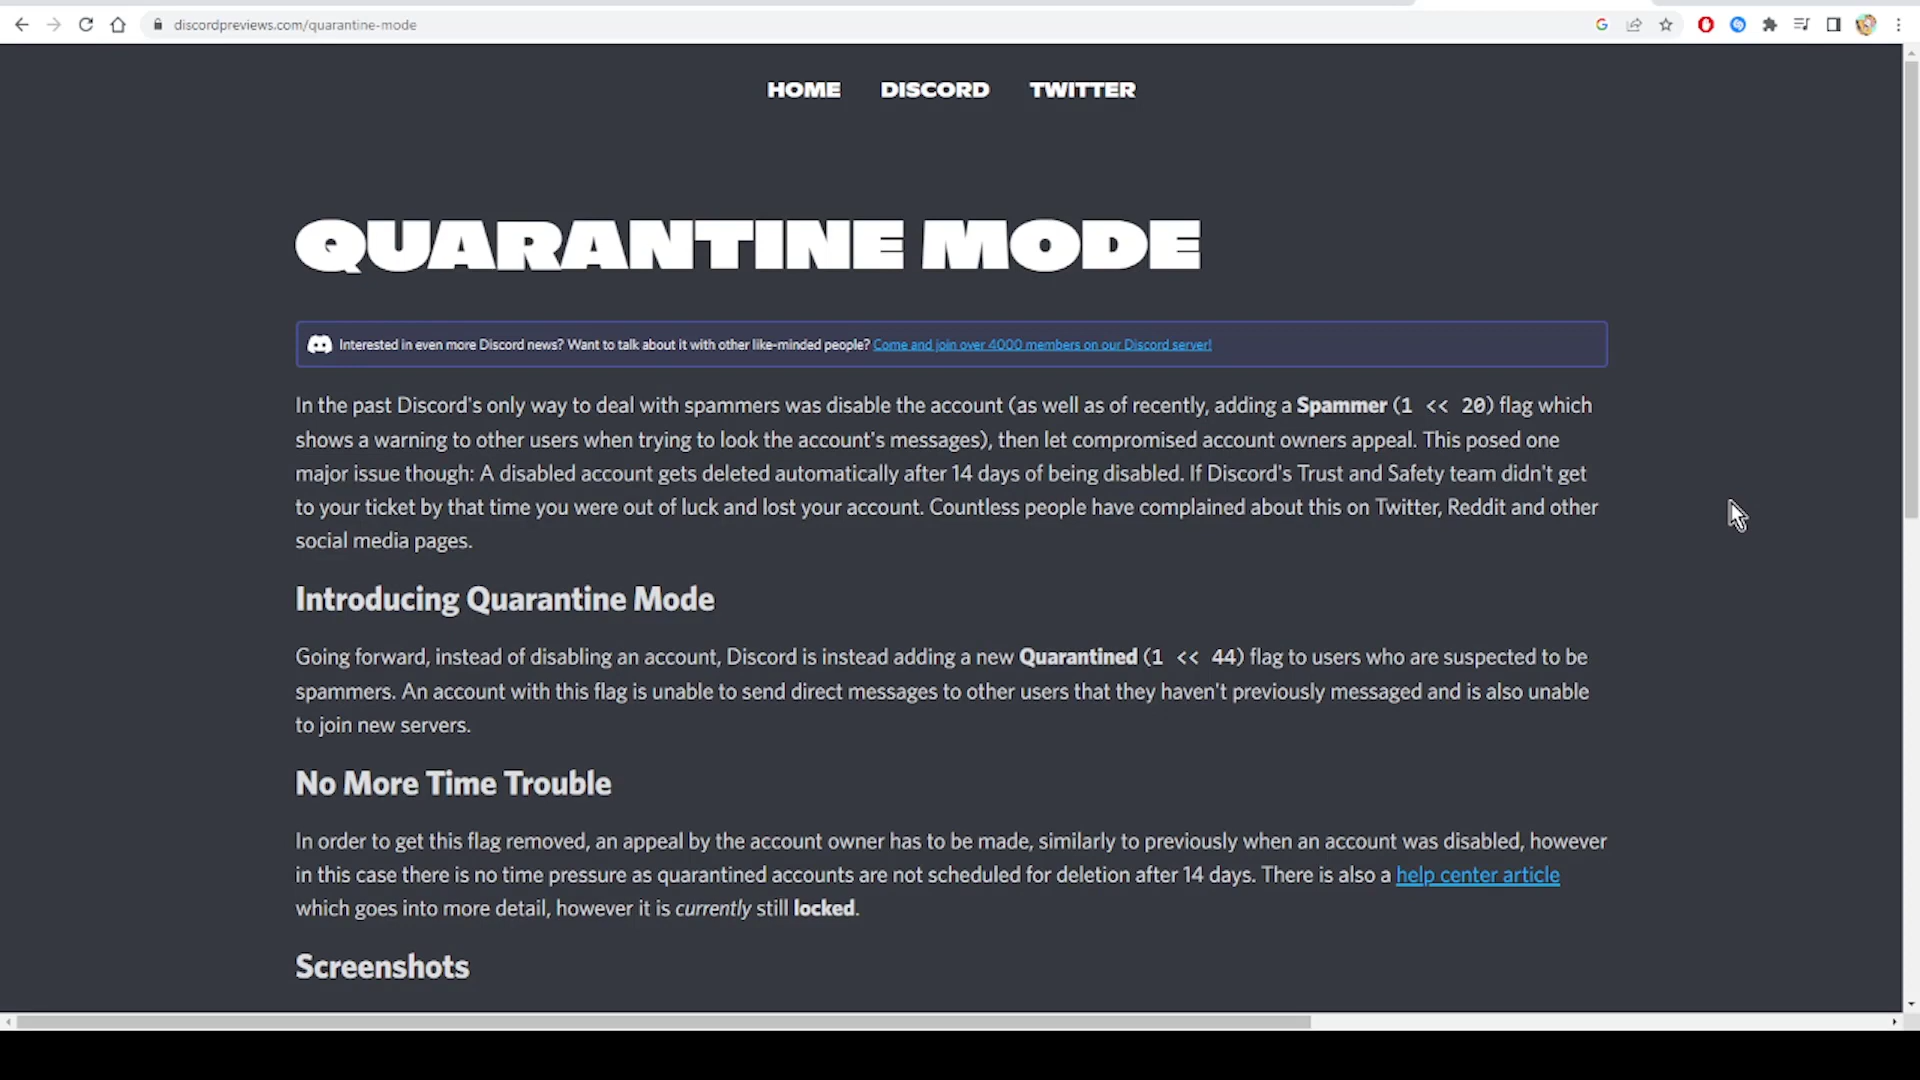 discordpreviews.com/quarantine-mode
HOME DISCORD TWITTER
QUARANTINE MODE
Interested in even more Discord news? Want to talk about it with other like-minded people? Come and join over 4000 members on our Discord server!
In the past Discord's only way to deal with spammers was disable the account (as well as of recently, adding a Spammer (1 << 20) flag which
shows a warning to other users when trying to look the account's messages), then let compromised account owners appeal. This posed one
major issue though: A disabled account gets deleted automatically after 14 days of being disabled. If Discord's Trust and Safety team didn't get
to your ticket by that time you were out of luck and lost your account. Countless people have complained about this on Twitter, Reddit and other
social media pages.
Introducing Quarantine Mode
Going forward, instead of disabling an account, Discord is instead adding a new Quarantined (1 << 44) flag to users who are suspected to be
spammers. An account with this flag is unable to send direct messages to other users that they haven't previously messaged and is also unable
to join new servers.
No More Time Trouble
In order to get this flag removed, an appeal by the account owner has to be made, similarly to previously when an account was disabled, however
in this case there is no time pressure as quarantined accounts are not scheduled for deletion after 14 days. There is also a help center article
which goes into more detail, however it is currently still locked.
Screenshots